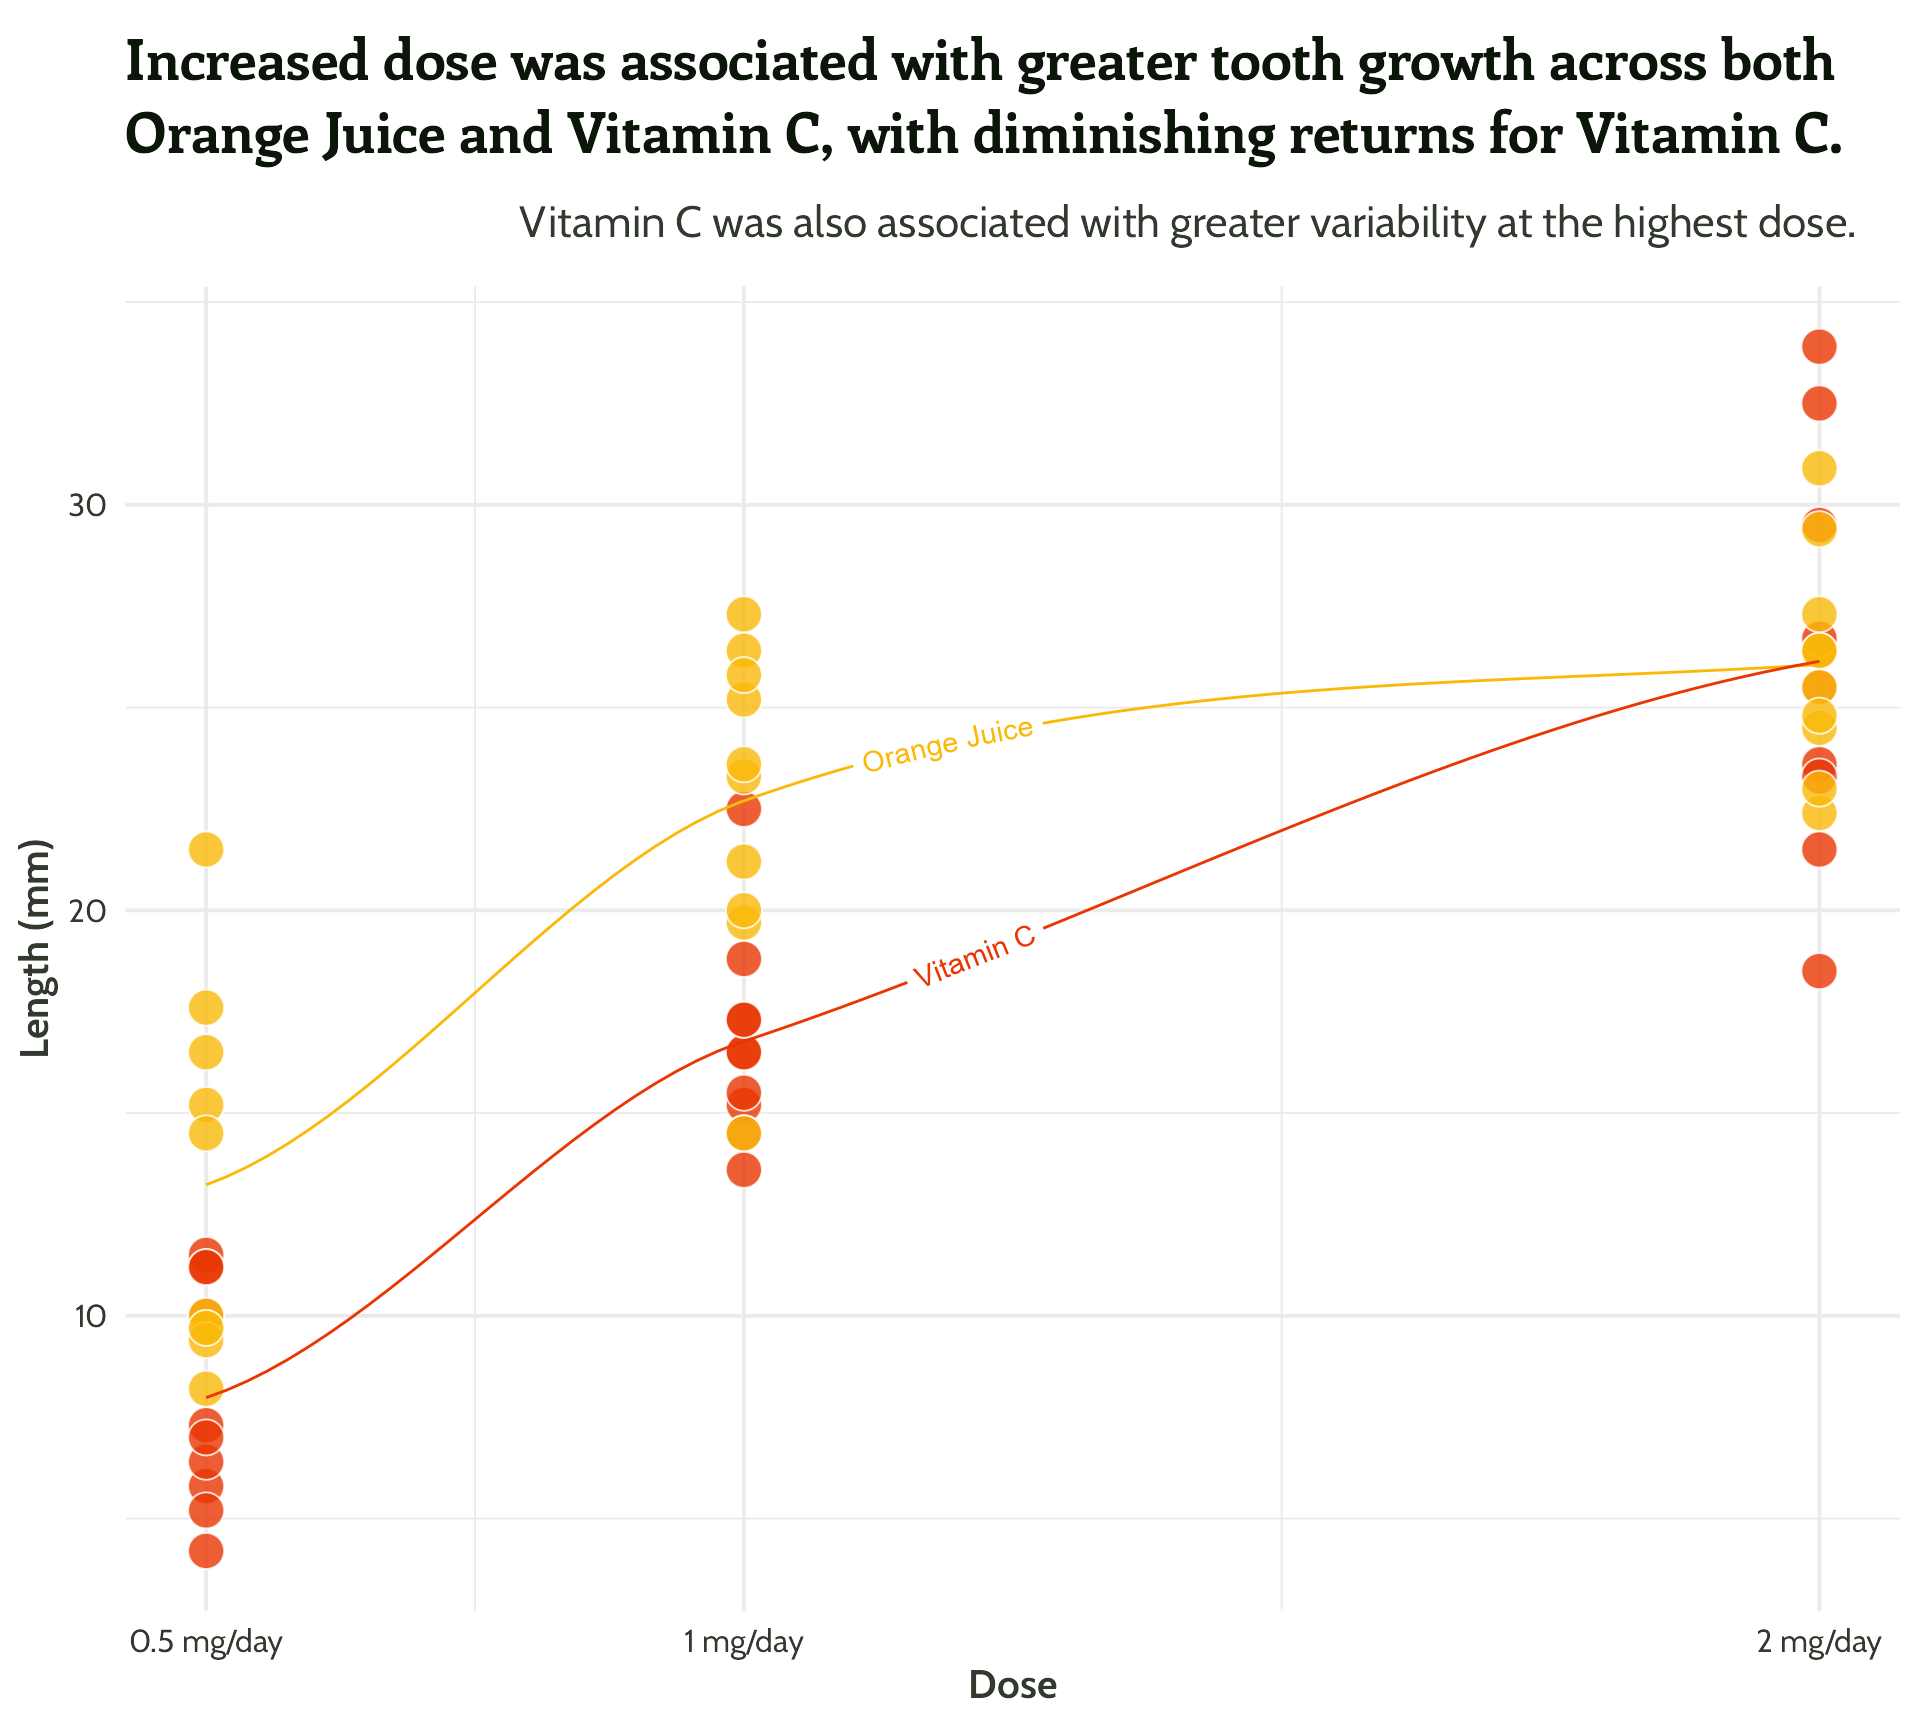 Increased dose was associated with greater tooth growth across both
Orange Juice and Vitamin C, with diminishing returns for Vitamin C.
Vitamin C was also associated with greater variability at the highest dose.
30
20
10
Length (mm)
Orange Juice
Vitamin C
0.5 mg/day
1 mg/day
2 mg/day
Dose